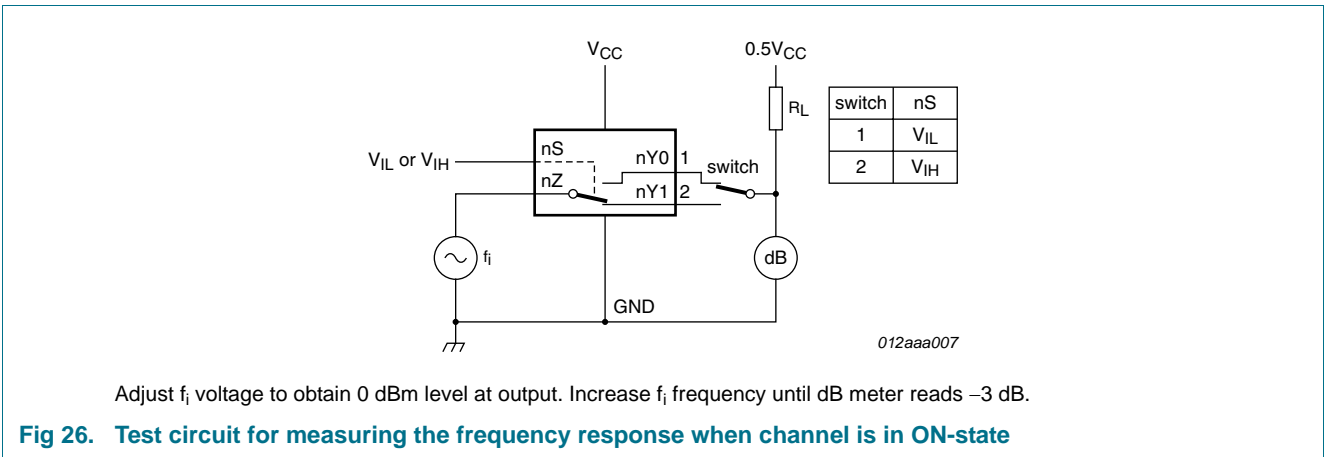 VCC
0.5VCC
RL
switch nS
1 VIL
2 VIH
VIL or VIH
nS
nZ
nY0 1
nY1 2
switch
fi
dB
GND
012aaa007
Adjust fi voltage to obtain 0 dBm level at output. Increase fi frequency until dB meter reads −3 dB.
Fig 26. Test circuit for measuring the frequency response when channel is in ON-state